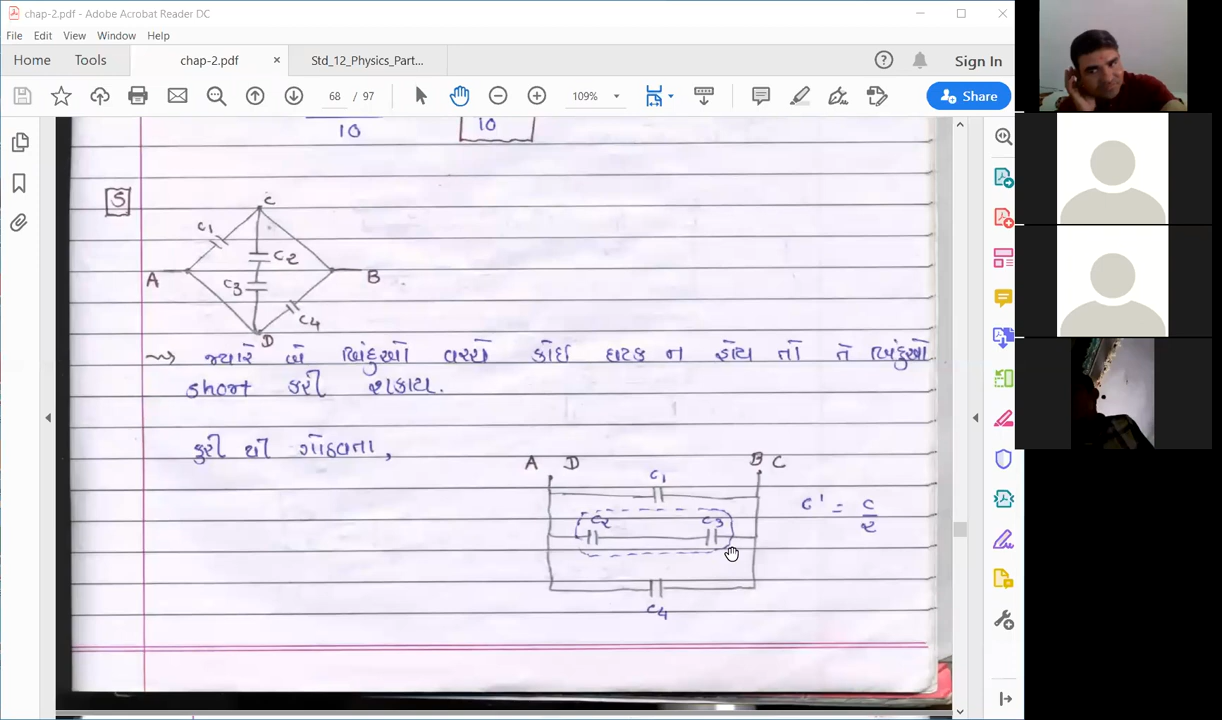 chap-2.pdf - Adobe Acrobat Reader DC
File Edit View Window Help
Home Tools chap-2.pdf × Std_12_Physics_Part... Sign In
68 / 97 109% Share
10 10
5
C
C1
C2
A B
C3
C4
D
જ્યારે બે બિંદુઓ વચ્ચે કોઈ ઘટક ન હોય તો તે બિંદુઓ
short કરી શકાય.
ફરી થી ગોઠવતા,
A D B C
C1
C' = C/2
C2 C3
C4